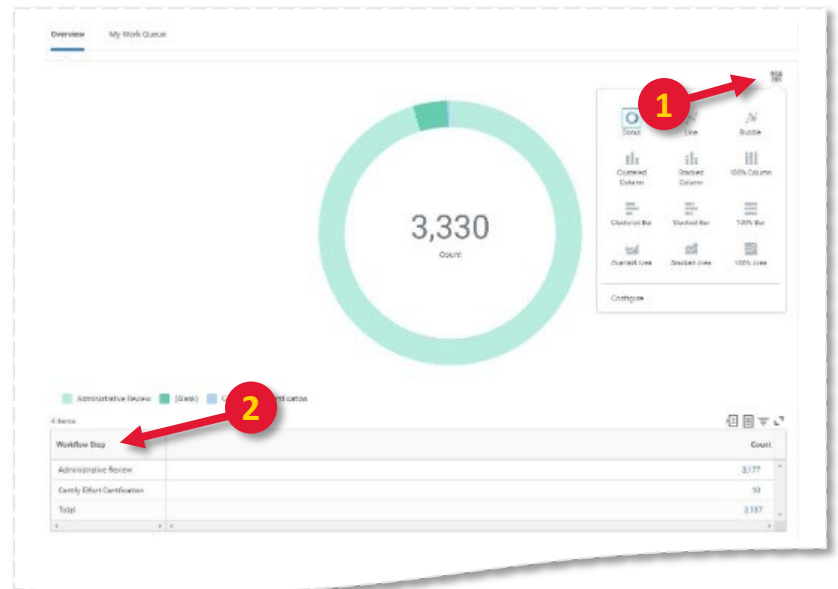 Overview My Work Queue
1
Donut Line Bubble
Clustered Column Stacked Column 100% Column
Clustered Bar Stacked Bar 100% Bar
Overlaid Area Stacked Area 100% Area
Configure
3,330
Count
Administrative Review (Blank)
2
4 items
Workflow Step Count
Administrative Review 3,177
Certify Effort Certification 10
Total 3,187